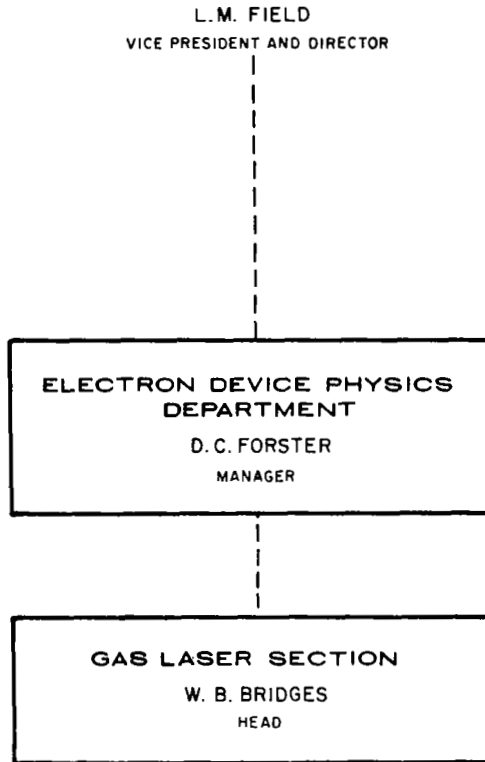 L.M. FIELD
VICE PRESIDENT AND DIRECTOR
ELECTRON DEVICE PHYSICS
DEPARTMENT
D. C. FORSTER
MANAGER
GAS LASER SECTION
W. B. BRIDGES
HEAD